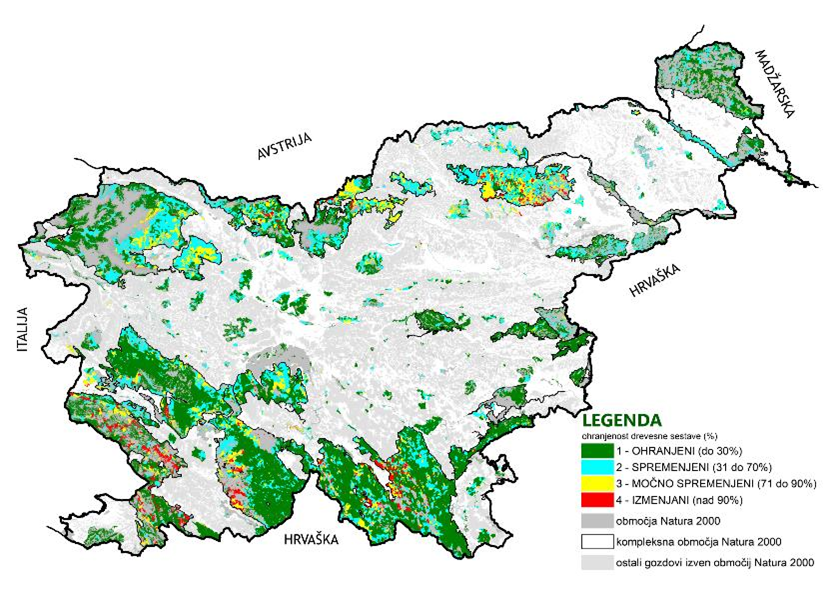 MADŽARSKA
AVSTRIJA
HRVAŠKA
ITALIJA
HRVAŠKA
LEGENDA
chranjenost drevesne sestave (%)
1 - OHRANJENI (do 30%)
2 - SPREMENJENI (31 do 70%)
3 - MOČNO SPREMENJENI (71 do 90%)
4 - IZMENJANI (nad 90%)
območja Natura 2000
kompleksna območja Natura 2000
ostali gozdovi izven območij Natura 2000